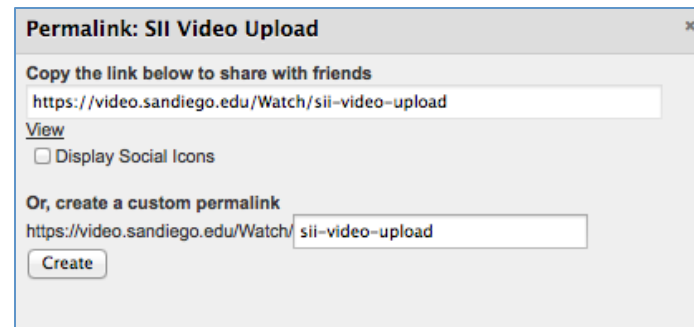 Permalink: SII Video Upload ×
Copy the link below to share with friends
https://video.sandiego.edu/Watch/sii-video-upload
View
Display Social Icons
Or, create a custom permalink
https://video.sandiego.edu/Watch/ sii-video-upload
Create